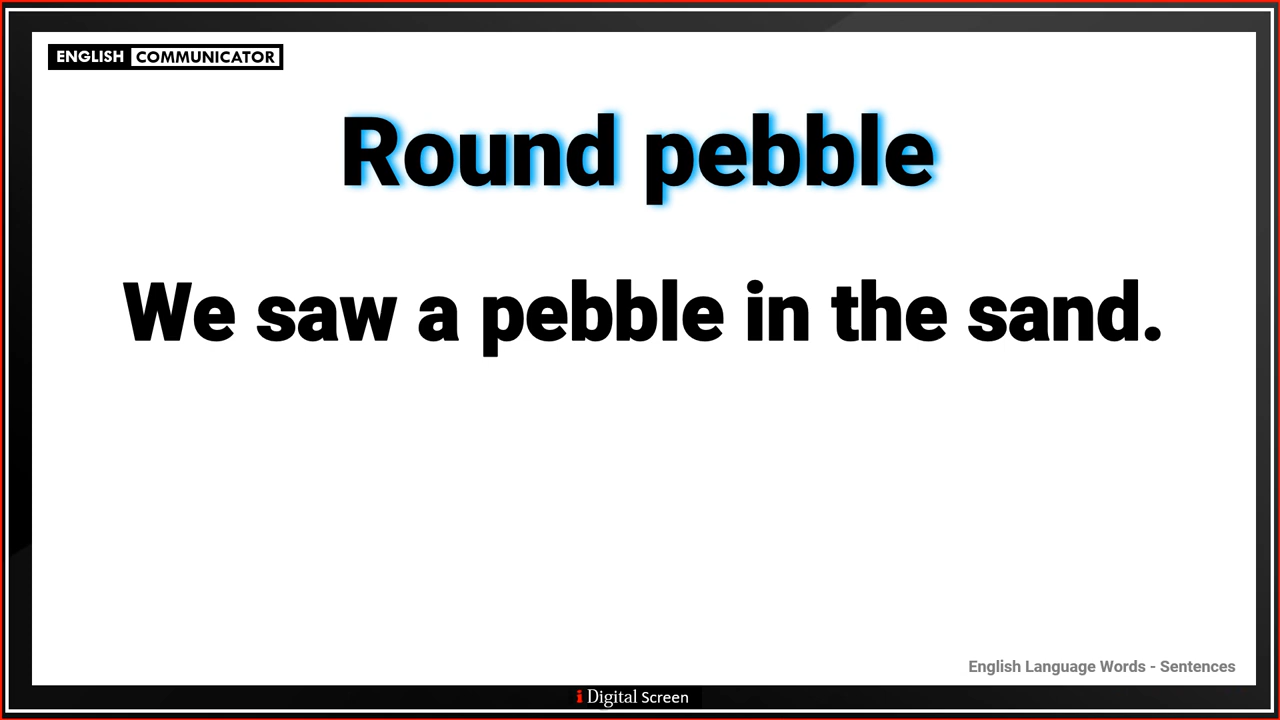 ENGLISH COMMUNICATOR
Round pebble
We saw a pebble in the sand.
English Language Words - Sentences
i Digital Screen